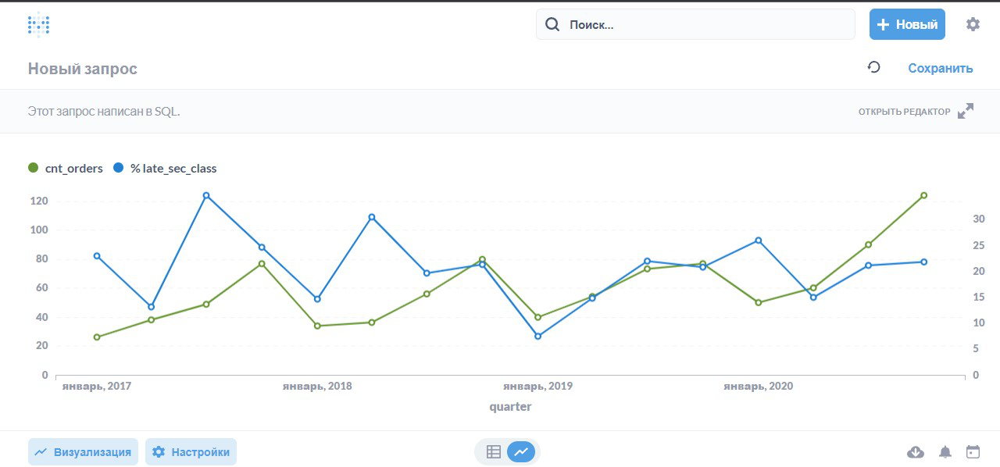 Поиск...
Новый
Новый запрос
Сохранить
Этот запрос написан в SQL.
ОТКРЫТЬ РЕДАКТОР
cnt_orders
% late_sec_class
120
100
80
60
40
20
0
30
25
20
15
10
5
0
январь, 2017
январь, 2018
январь, 2019
январь, 2020
quarter
Визуализация
Настройки